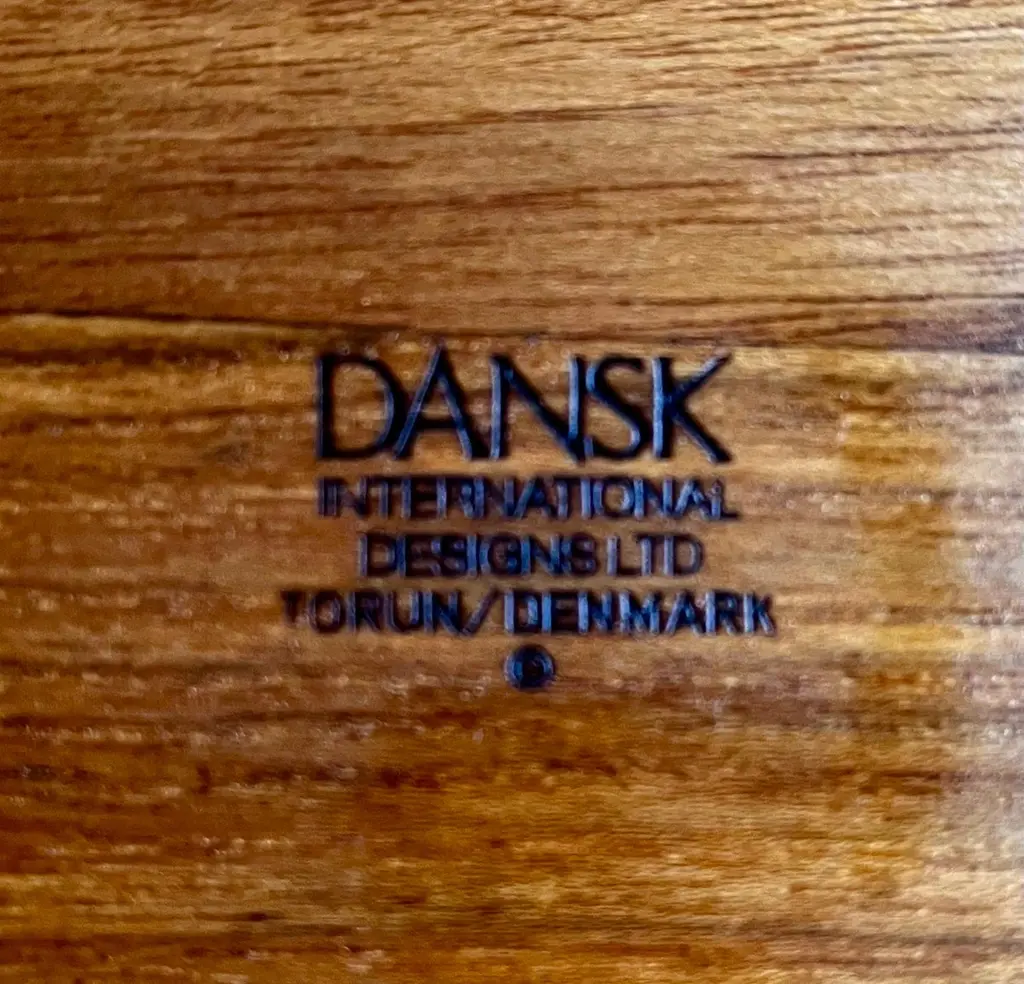 DANSK
INTERNATIONAL
DESIGNS LTD
TORUN/DENMARK
©